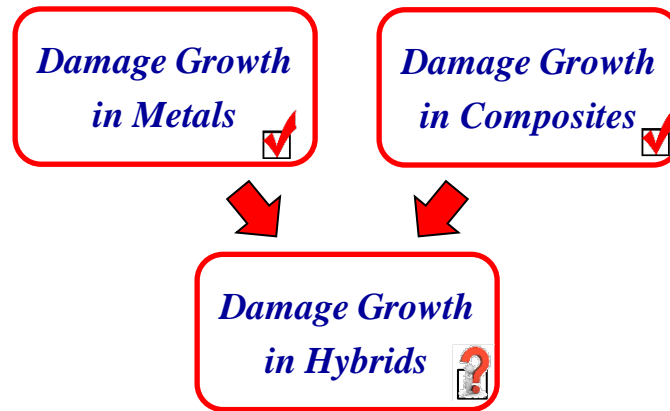 Damage Growth
in Metals
Damage Growth
in Composites
Damage Growth
in Hybrids